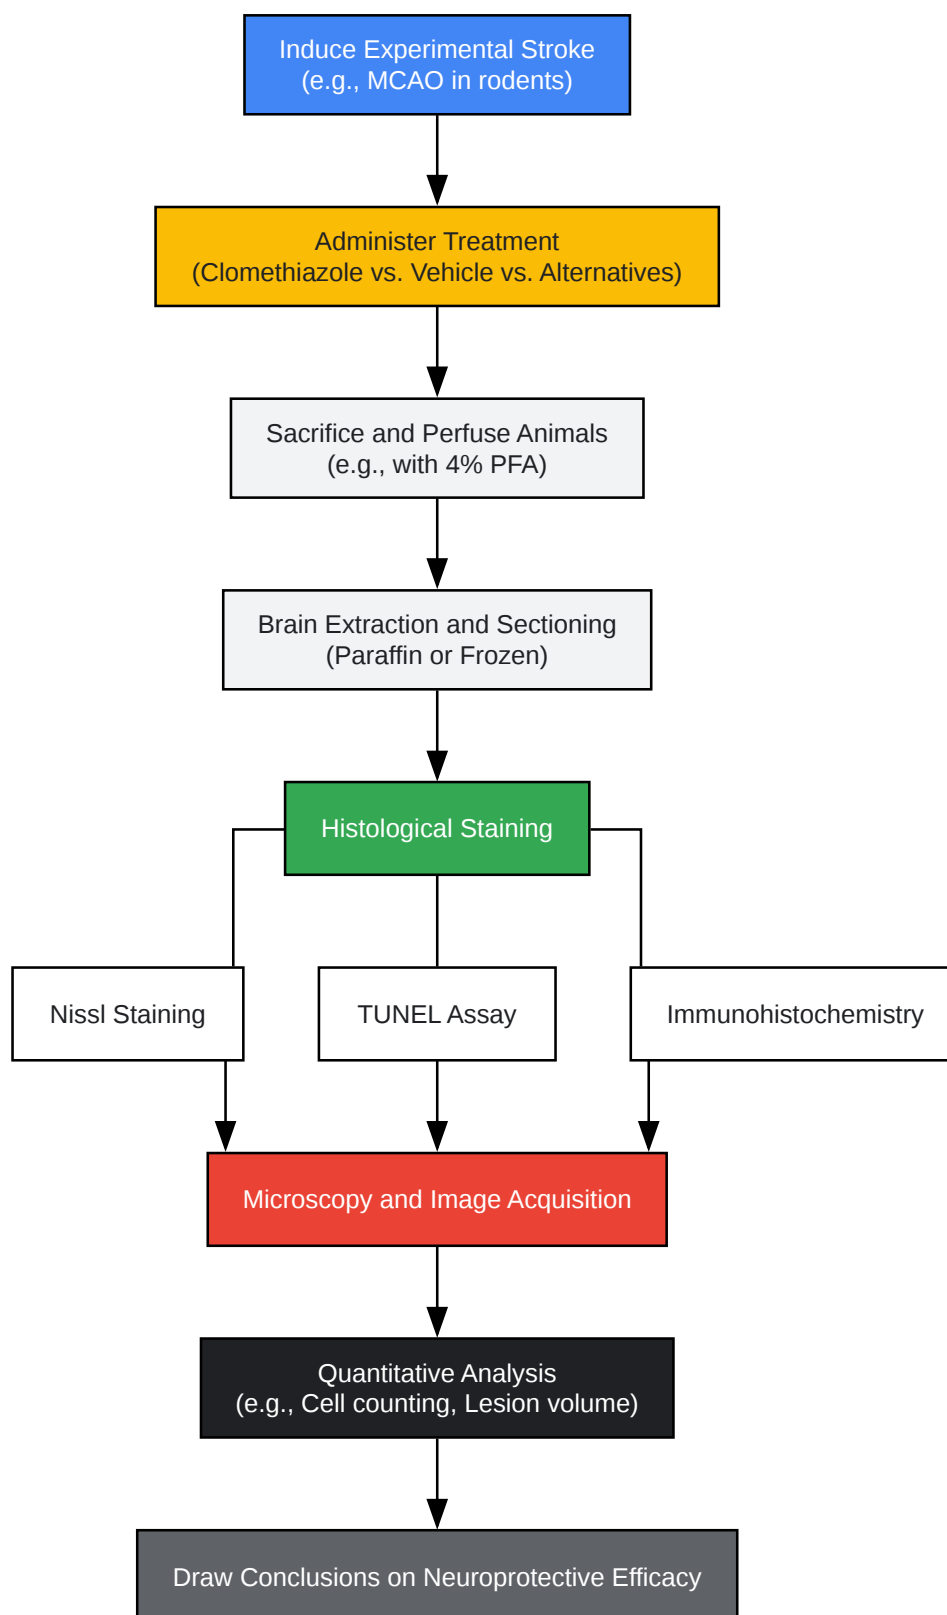 Induce Experimental Stroke
(e.g., MCAO in rodents)
Administer Treatment
(Clomethiazole vs. Vehicle vs. Alternatives)
Sacrifice and Perfuse Animals
(e.g., with 4% PFA)
Brain Extraction and Sectioning
(Paraffin or Frozen)
Histological Staining
Nissl Staining
TUNEL Assay
Immunohistochemistry
Microscopy and Image Acquisition
Quantitative Analysis
(e.g., Cell counting, Lesion volume)
Draw Conclusions on Neuroprotective Efficacy